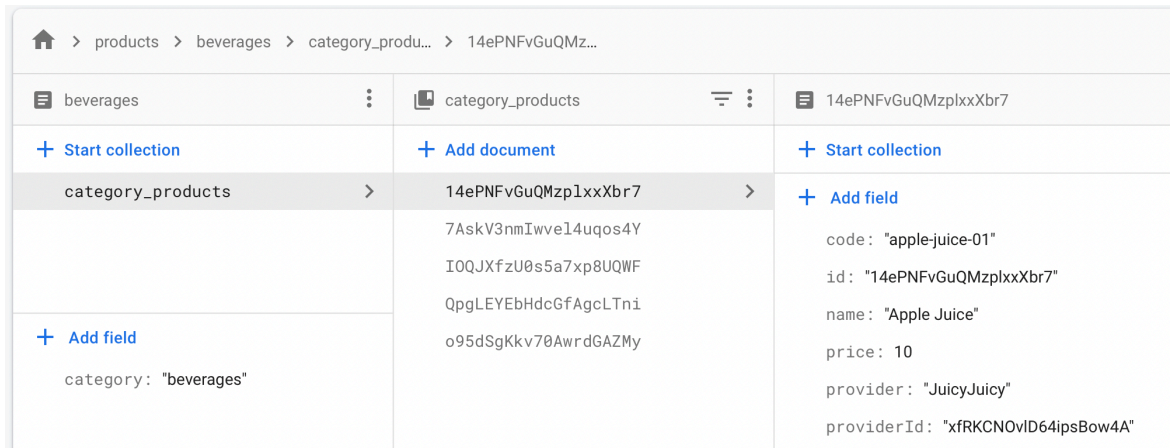 products > beverages > category_produ... > 14ePNFvGuQMz...
beverages
Start collection
category_products
Add field
category: "beverages"
category_products
Add document
14ePNFvGuQMzplxxXbr7
7AskV3nmIwvel4uqos4Y
IOQJXfzU0s5a7xp8UQWF
QpgLEYEbHdcGfAgcLTni
o95dSgKkv70AwrdGAZMy
14ePNFvGuQMzplxxXbr7
Start collection
Add field
code: "apple-juice-01"
id: "14ePNFvGuQMzplxxXbr7"
name: "Apple Juice"
price: 10
provider: "JuicyJuicy"
providerId: "xfRKCNOvlD64ipsBow4A"